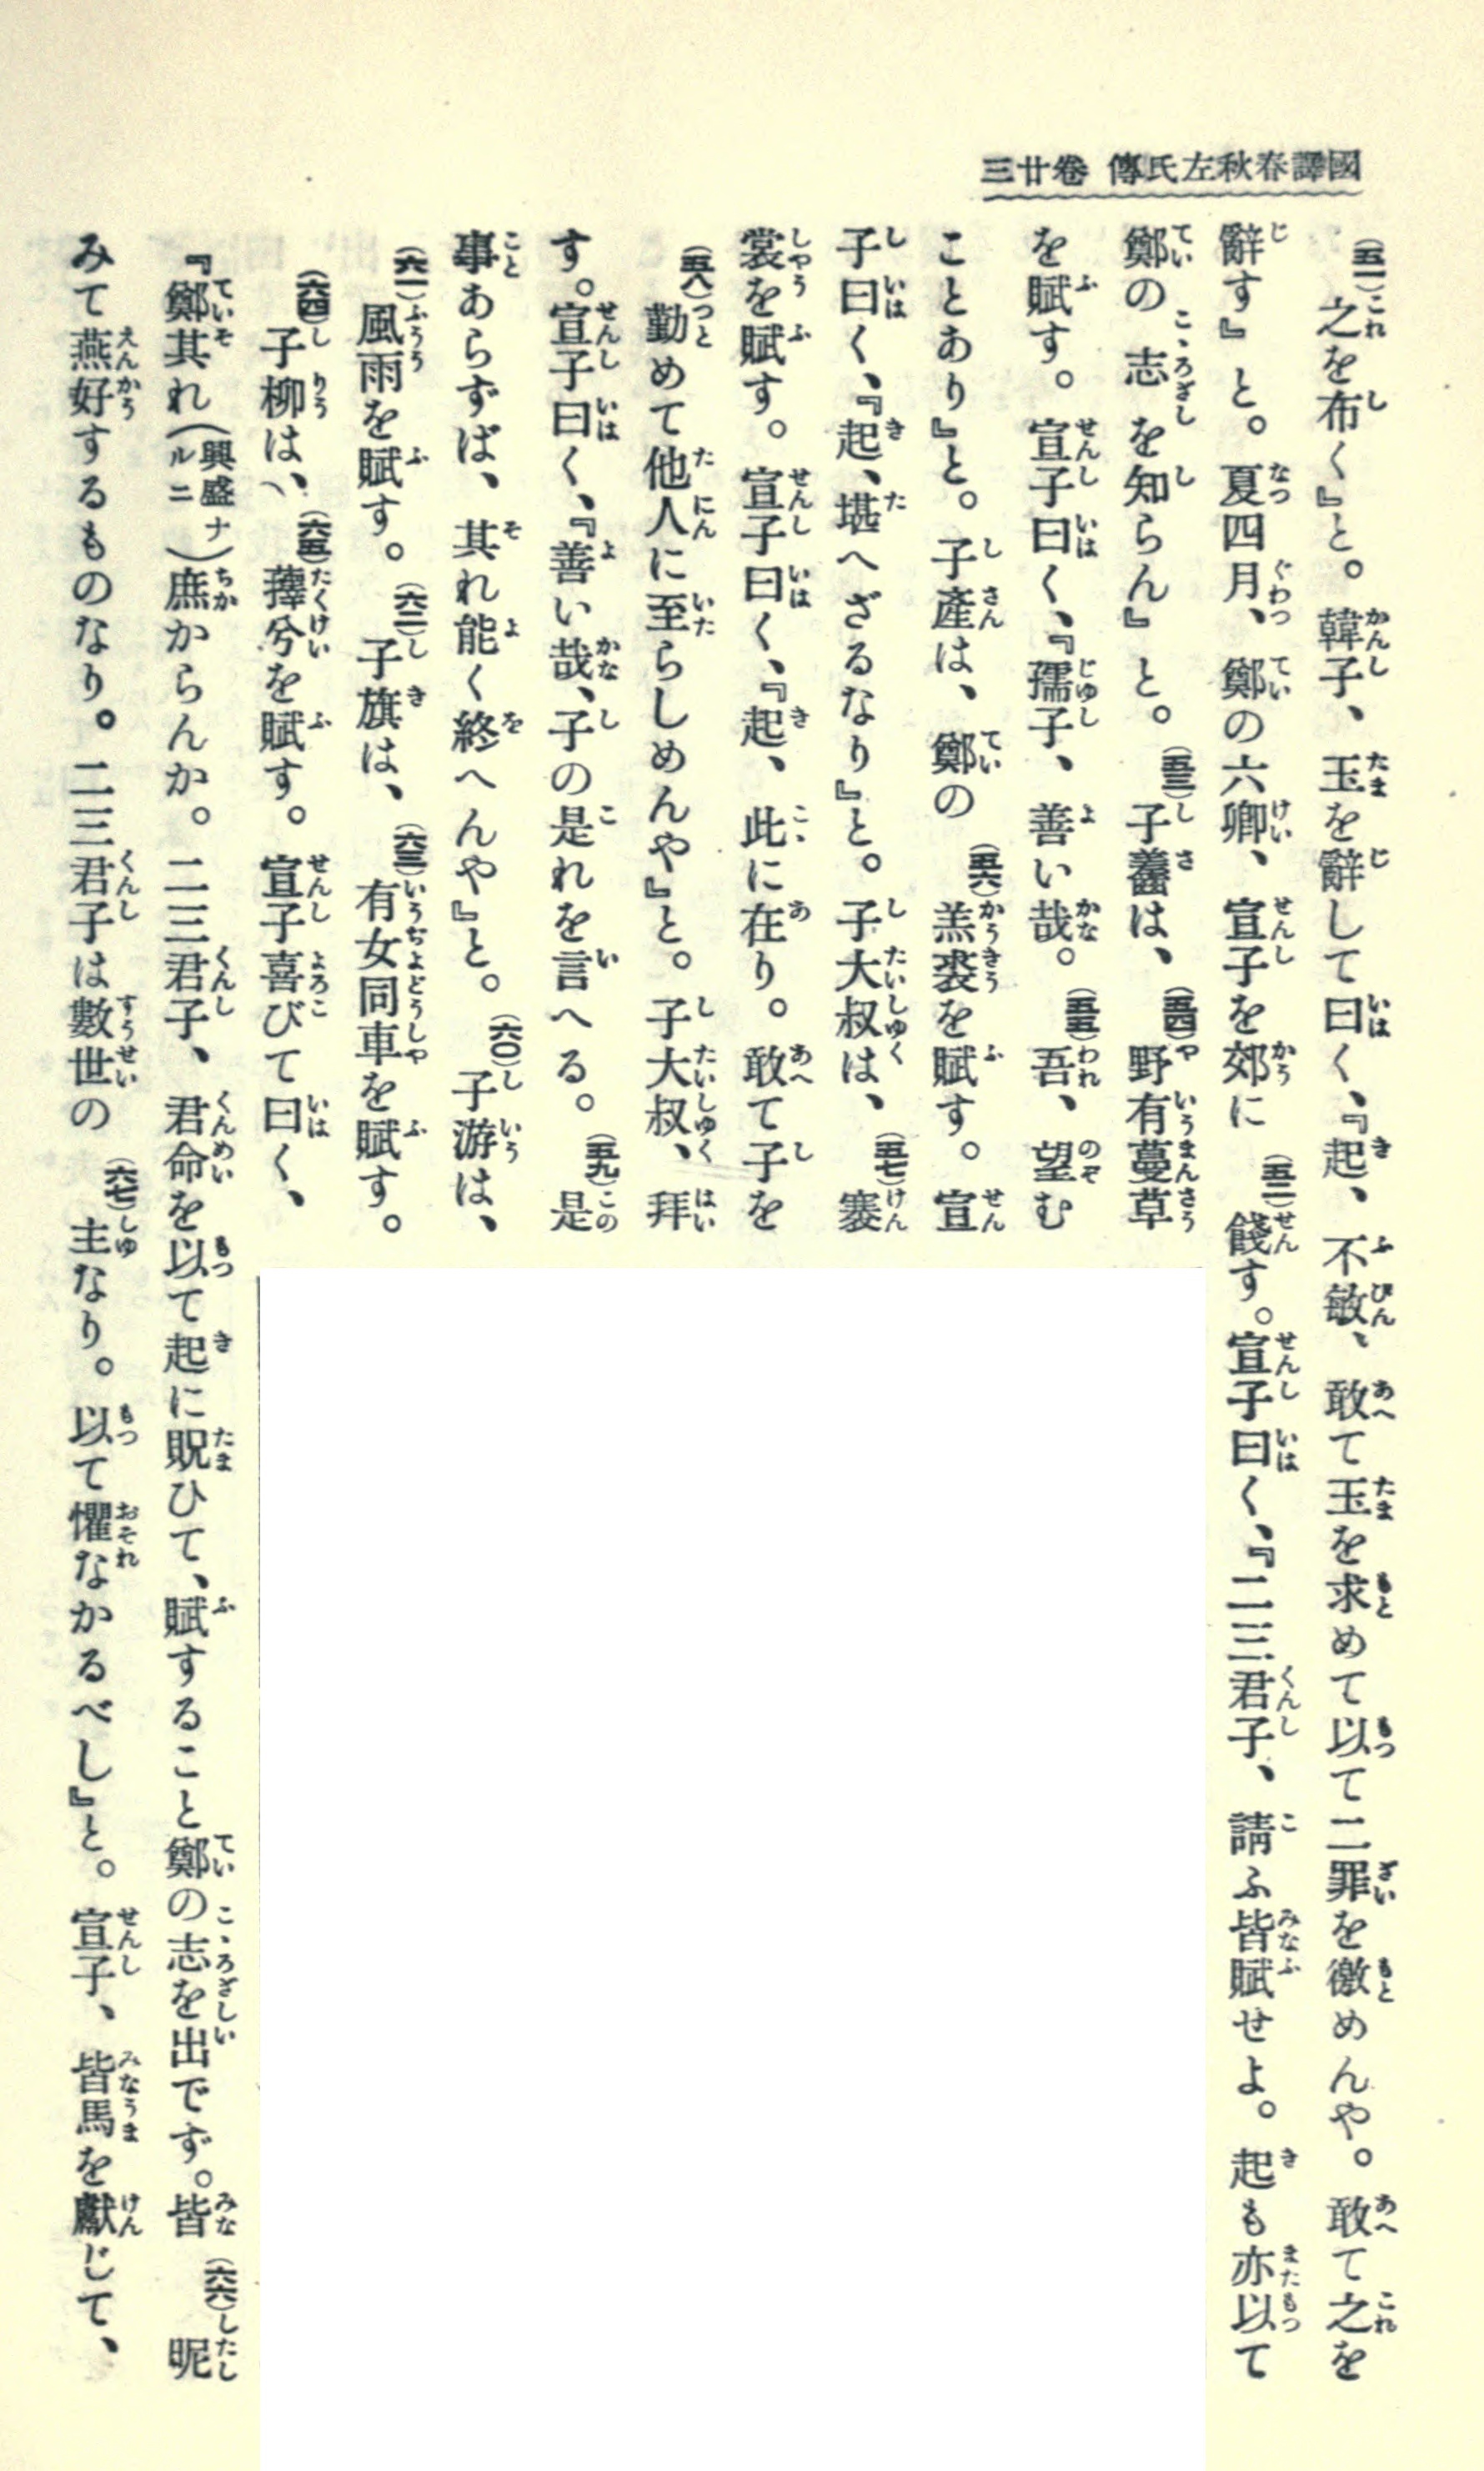 國譯春秋左氏傳 卷廿三
(五一)之を布く』と。韓子、玉を辭して曰く、『起、不敏、敢て玉を求めて以て二罪を徼めんや。敢て之を
辭す』と。夏四月、鄭の六卿、宣子を郊に(五二)餞す。宣子曰く、『二三君子、請ふ皆賦せよ。起も亦以て
鄭の志を知らん』と。(五三)子齹は、(五四)野有蔓草
を賦す。宣子曰く、『孺子、善い哉。(五五)吾、望む
ことあり』と。子產は、鄭の(五六)羔裘を賦す。宣
子曰く、『起、堪へざるなり』と。子大叔は、(五七)褰
裳を賦す。宣子曰く、『起、此に在り。敢て子を
(五八)勤めて他人に至らしめんや』と。子大叔、拜
す。宣子曰く、『善い哉、子の是れを言へる。(五九)是
事あらずば、其れ能く終へんや』と。(六〇)子游は、
(六一)風雨を賦す。(六二)子旗は、(六三)有女同車を賦す。
(六四)子柳は、(六五)蘀兮を賦す。宣子喜びて曰く、
『鄭其れ(興盛ナルニ)庶からんか。二三君子、君命を以て起に貺ひて、賦すること鄭の志を出でず。皆(六六)昵
みて燕好するものなり。二三君子は數世の(六七)主なり。以て懼なかるべし』と。宣子、皆馬を獻じて、